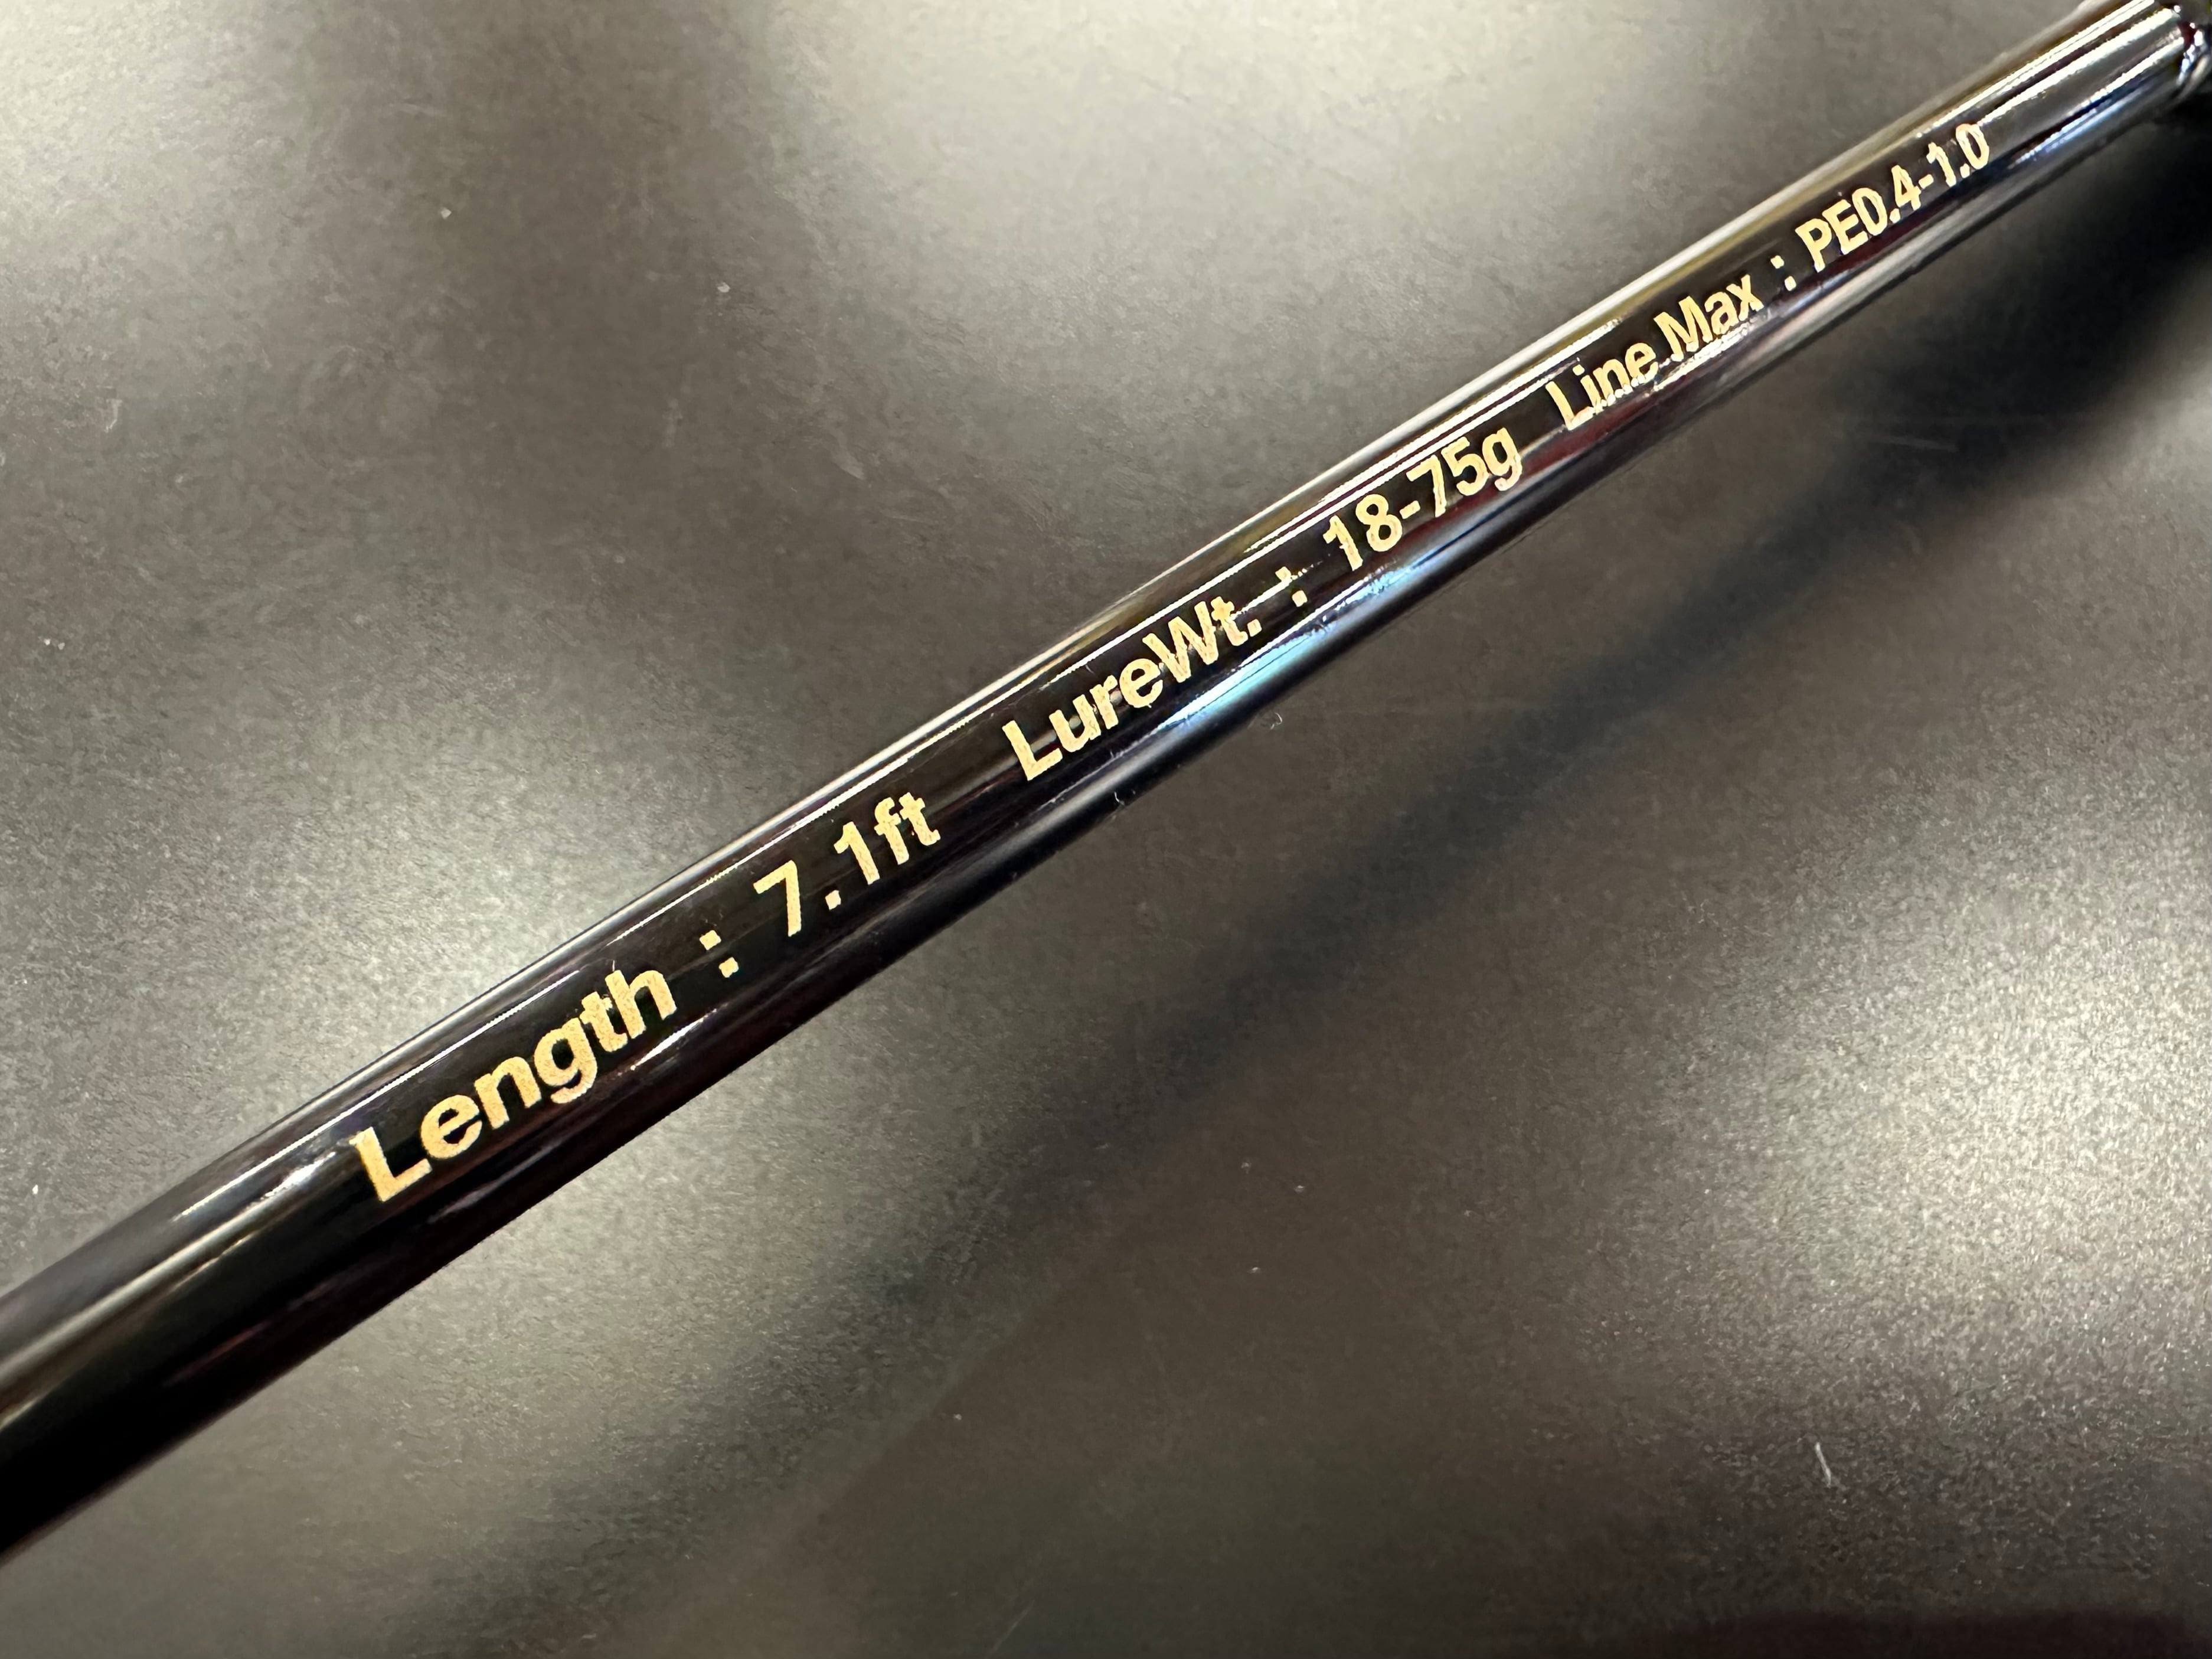 Length : 7.1ft LureWt. : 18-75g Line Max : PE0.4-1.0